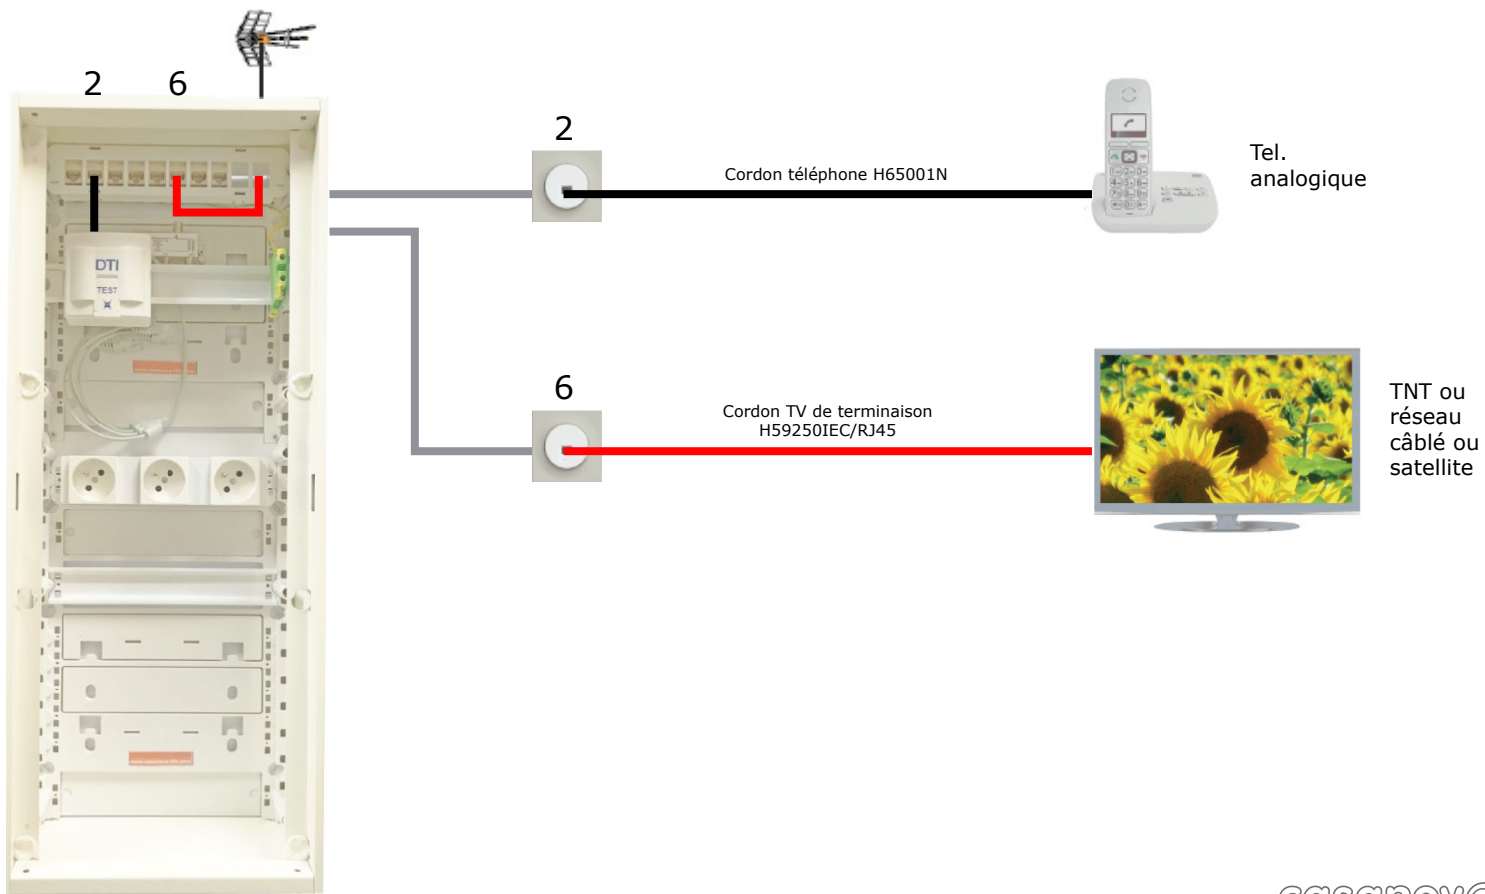 2
6
2
Cordon téléphone H65001N
Tel.
analogique
DTI
TEST
6
Cordon TV de terminaison
H59250IEC/RJ45
TNT ou
réseau
câblé ou
satellite